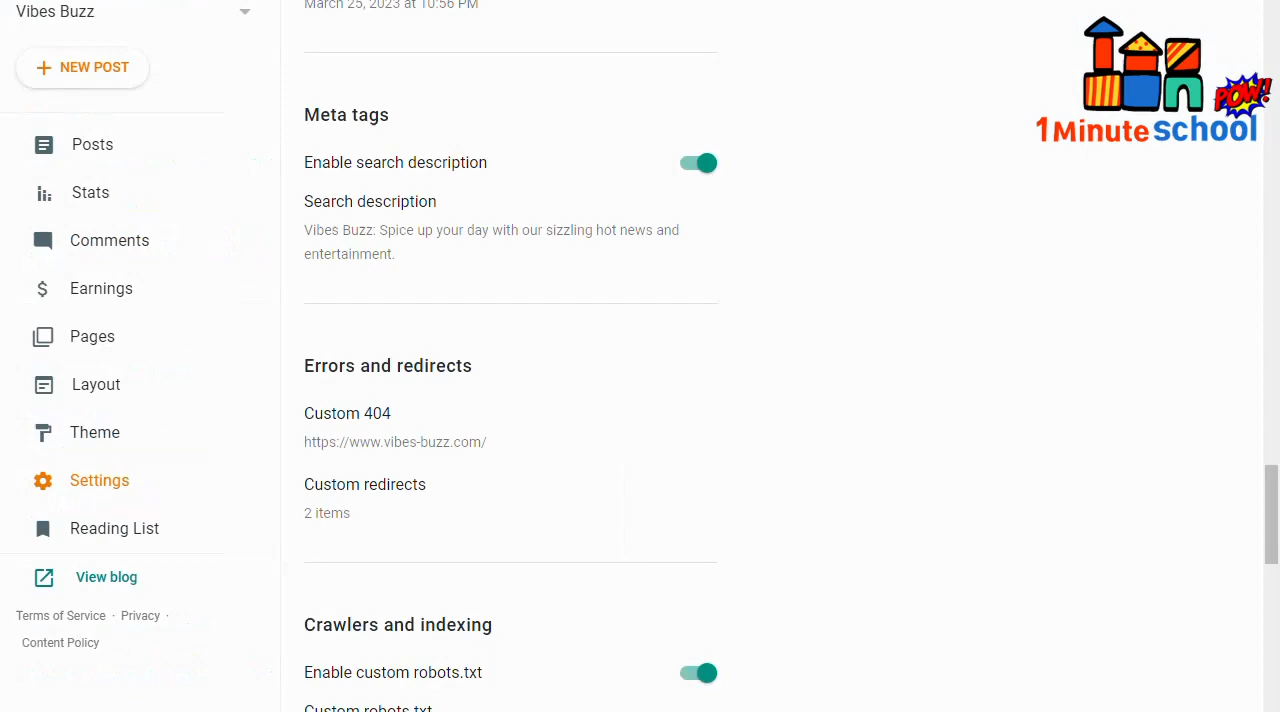 Vibes Buzz
NEW POST
Posts
Stats
Comments
Earnings
Pages
Layout
Theme
Settings
Reading List
View blog
Terms of Service · Privacy ·
Content Policy
March 25, 2023 at 10:56 PM
Meta tags
Enable search description
Search description
Vibes Buzz: Spice up your day with our sizzling hot news and
entertainment.
Errors and redirects
Custom 404
https://www.vibes-buzz.com/
Custom redirects
2 items
Crawlers and indexing
Enable custom robots.txt
Custom robots.txt
POW!
1 Minute school